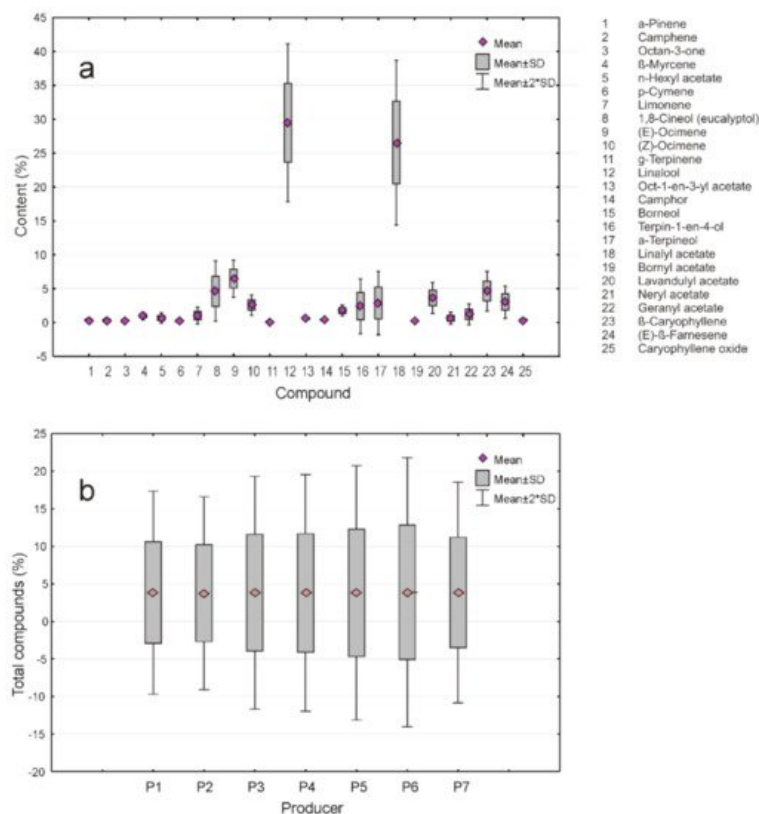 45
40
35
30
25
20
15
10
5
0
-5
Content (%)
a
Mean
Mean±SD
Mean±2*SD
1 2 3 4 5 6 7 8 9 10 11 12 13 14 15 16 17 18 19 20 21 22 23 24 25
Compound
1 a-Pinene
2 Camphene
3 Octan-3-one
4 ß-Myrcene
5 n-Hexyl acetate
6 p-Cymene
7 Limonene
8 1,8-Cineol (eucalyptol)
9 (E)-Ocimene
10 (Z)-Ocimene
11 g-Terpinene
12 Linalool
13 Oct-1-en-3-yl acetate
14 Camphor
15 Borneol
16 Terpin-1-en-4-ol
17 a-Terpineol
18 Linalyl acetate
19 Bornyl acetate
20 Lavandulyl acetate
21 Neryl acetate
22 Geranyl acetate
23 ß-Caryophyllene
24 (E)-ß-Farnesene
25 Caryophyllene oxide
25
20
15
10
5
0
-5
-10
-15
-20
Total compounds (%)
b
Mean
Mean±SD
Mean±2*SD
P1 P2 P3 P4 P5 P6 P7
Producer